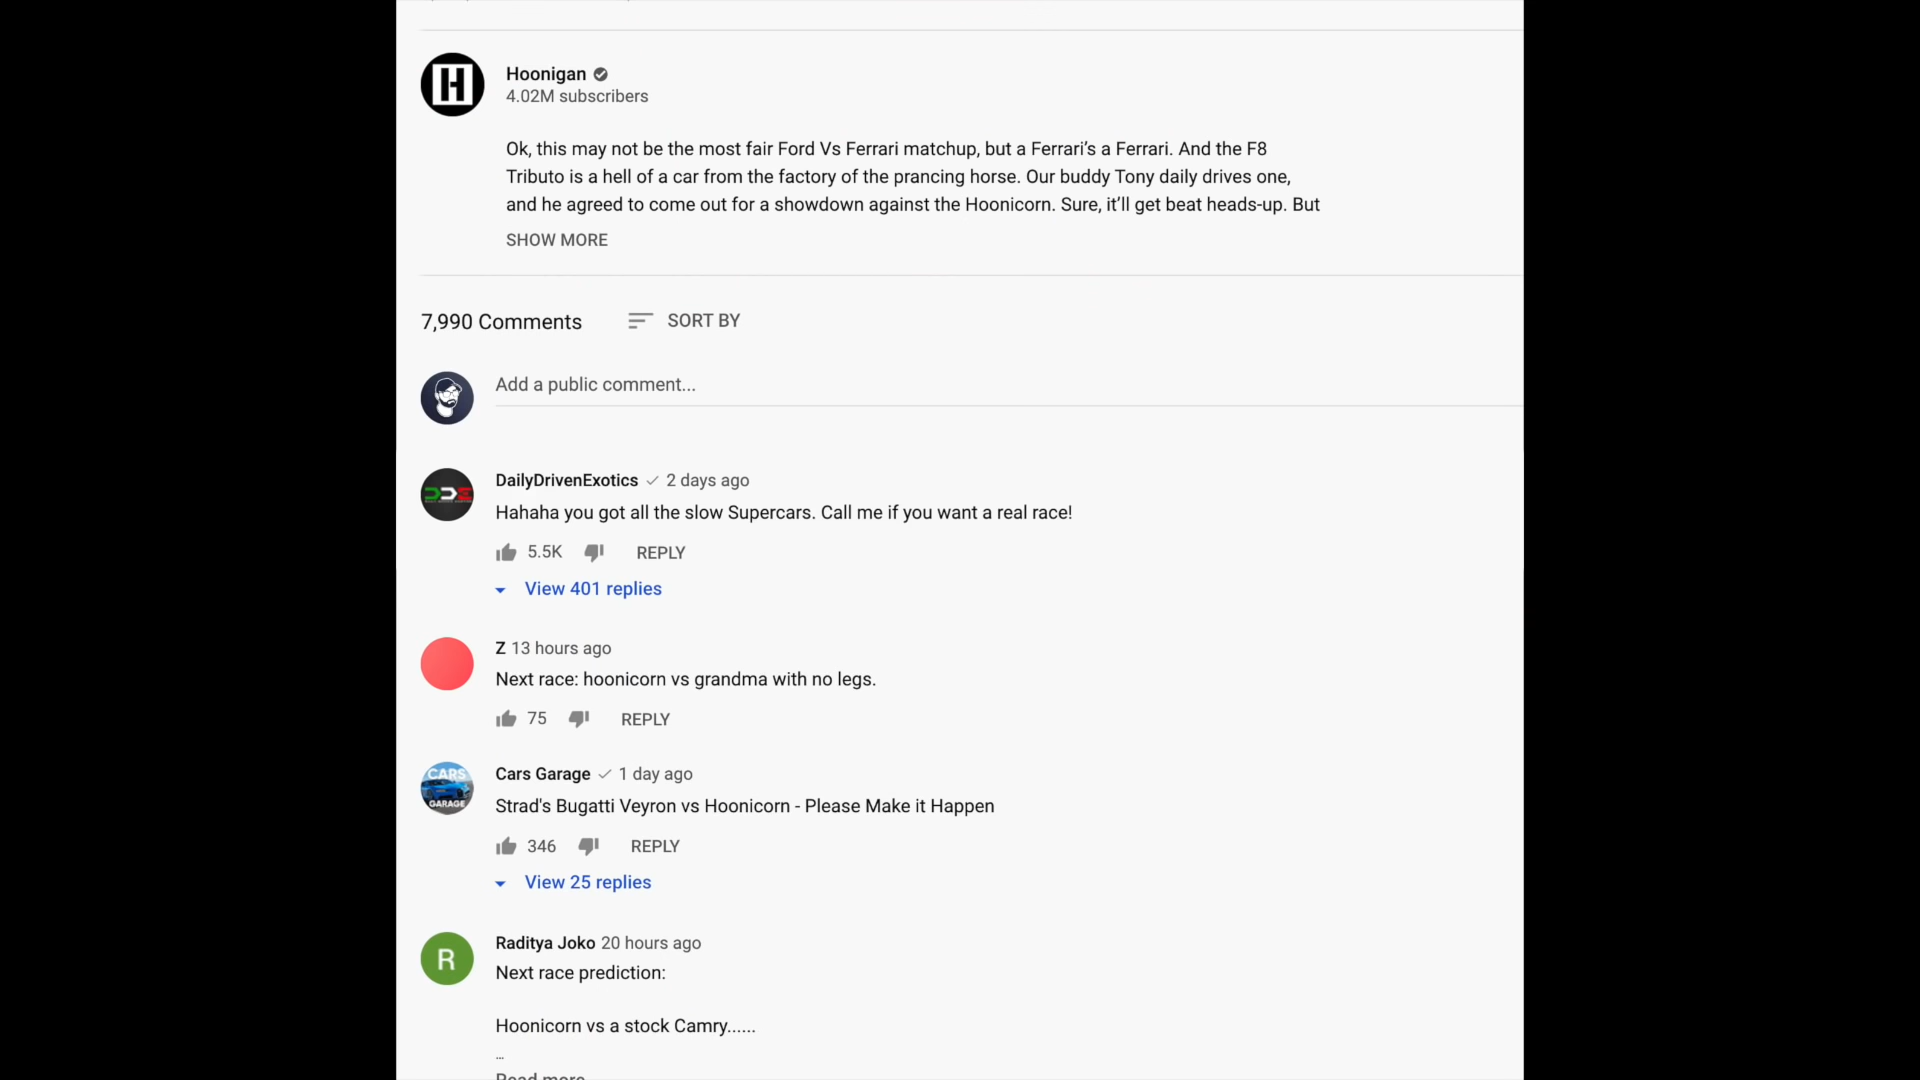 Hoonigan
4.02M subscribers
Ok, this may not be the most fair Ford Vs Ferrari matchup, but a Ferrari’s a Ferrari. And the F8
Tributo is a hell of a car from the factory of the prancing horse. Our buddy Tony daily drives one,
and he agreed to come out for a showdown against the Hoonicorn. Sure, it’ll get beat heads-up. But
SHOW MORE
7,990 Comments SORT BY
Add a public comment...
DDE
DailyDrivenExotics 2 days ago
Hahaha you got all the slow Supercars. Call me if you want a real race!
5.5K REPLY
View 401 replies
Z 13 hours ago
Next race: hoonicorn vs grandma with no legs.
75 REPLY
CARS
GARAGE
Cars Garage 1 day ago
Strad's Bugatti Veyron vs Hoonicorn - Please Make it Happen
346 REPLY
View 25 replies
R
Raditya Joko 20 hours ago
Next race prediction:
Hoonicorn vs a stock Camry......
...
Read more